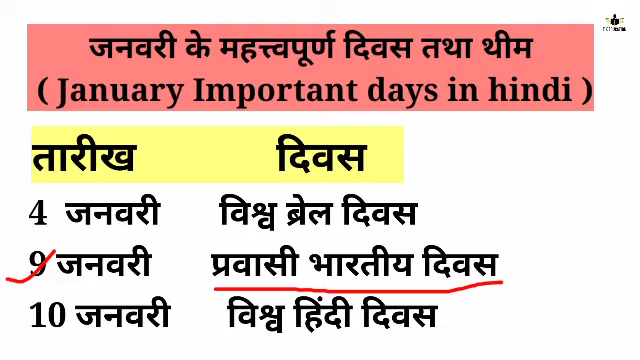 जनवरी के महत्त्वपूर्ण दिवस तथा थीम
( January Important days in hindi )
तारीख दिवस
4 जनवरी विश्व ब्रेल दिवस
9 जनवरी प्रवासी भारतीय दिवस
10 जनवरी विश्व हिंदी दिवस